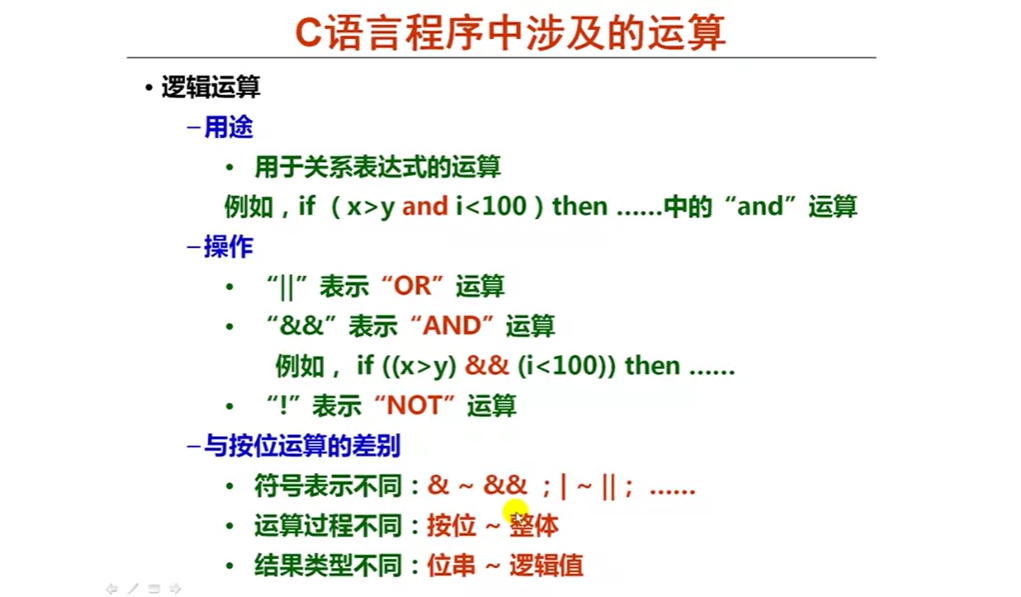 C语言程序中涉及的运算
• 逻辑运算
–用途
• 用于关系表达式的运算
例如，if （x>y and i<100）then ……中的“and”运算
–操作
• “||”表示“OR”运算
• “&&”表示“AND”运算
例如， if ((x>y) && (i<100)) then ……
• “!”表示“NOT”运算
–与按位运算的差别
• 符号表示不同：& ~ && ；| ~ ||； ……
• 运算过程不同：按位 ~ 整体
• 结果类型不同：位串 ~ 逻辑值